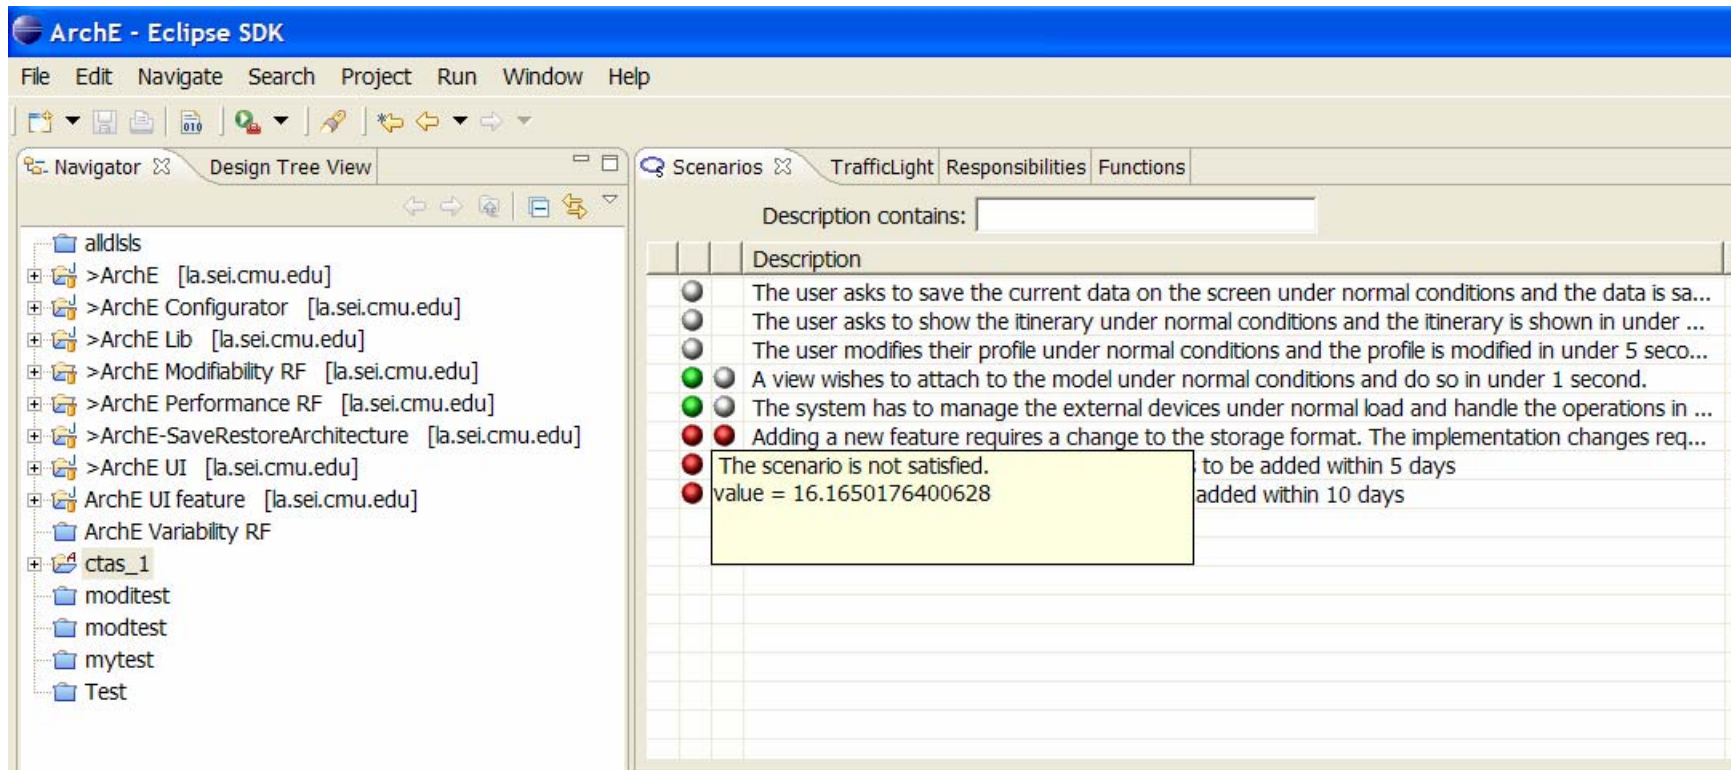 ArchE - Eclipse SDK
File Edit Navigate Search Project Run Window Help
010
Navigator Design Tree View
alldlsls
>ArchE [la.sei.cmu.edu]
>ArchE Configurator [la.sei.cmu.edu]
>ArchE Lib [la.sei.cmu.edu]
>ArchE Modifiability RF [la.sei.cmu.edu]
>ArchE Performance RF [la.sei.cmu.edu]
>ArchE-SaveRestoreArchitecture [la.sei.cmu.edu]
>ArchE UI [la.sei.cmu.edu]
ArchE UI feature [la.sei.cmu.edu]
ArchE Variability RF
ctas_1
moditest
modtest
mytest
Test
Scenarios TrafficLight Responsibilities Functions
Description contains:
Description
The user asks to save the current data on the screen under normal conditions and the data is sa...
The user asks to show the itinerary under normal conditions and the itinerary is shown in under ...
The user modifies their profile under normal conditions and the profile is modified in under 5 seco...
A view wishes to attach to the model under normal conditions and do so in under 1 second.
The system has to manage the external devices under normal load and handle the operations in ...
Adding a new feature requires a change to the storage format. The implementation changes req...
The scenario is not satisfied. to be added within 5 days
value = 16.1650176400628 added within 10 days